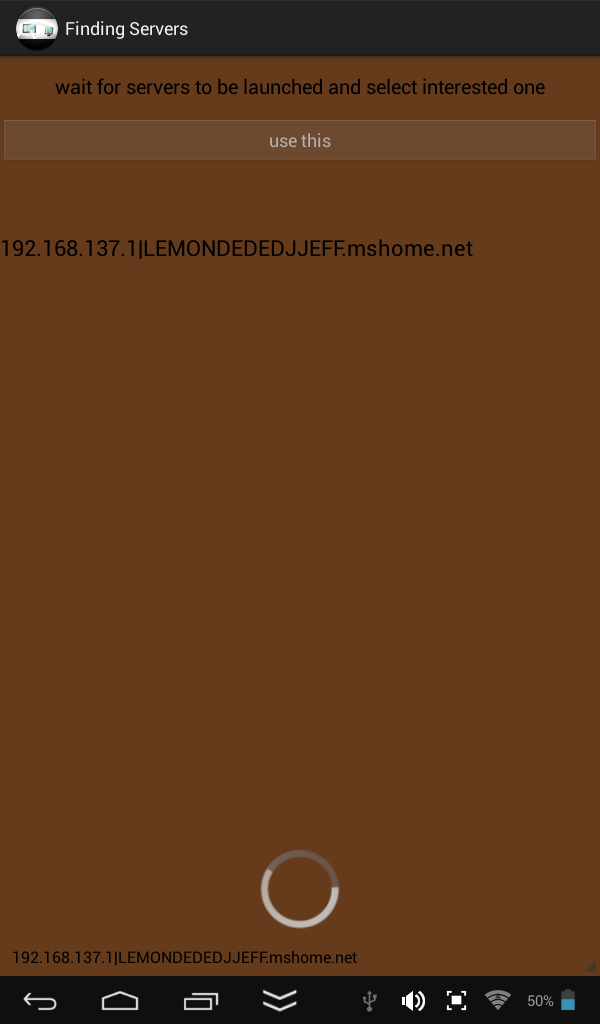 Finding Servers
wait for servers to be launched and select interested one
use this
192.168.137.1|LEMONDEDEDJJEFF.mshome.net
192.168.137.1|LEMONDEDEDJJEFF.mshome.net
50%